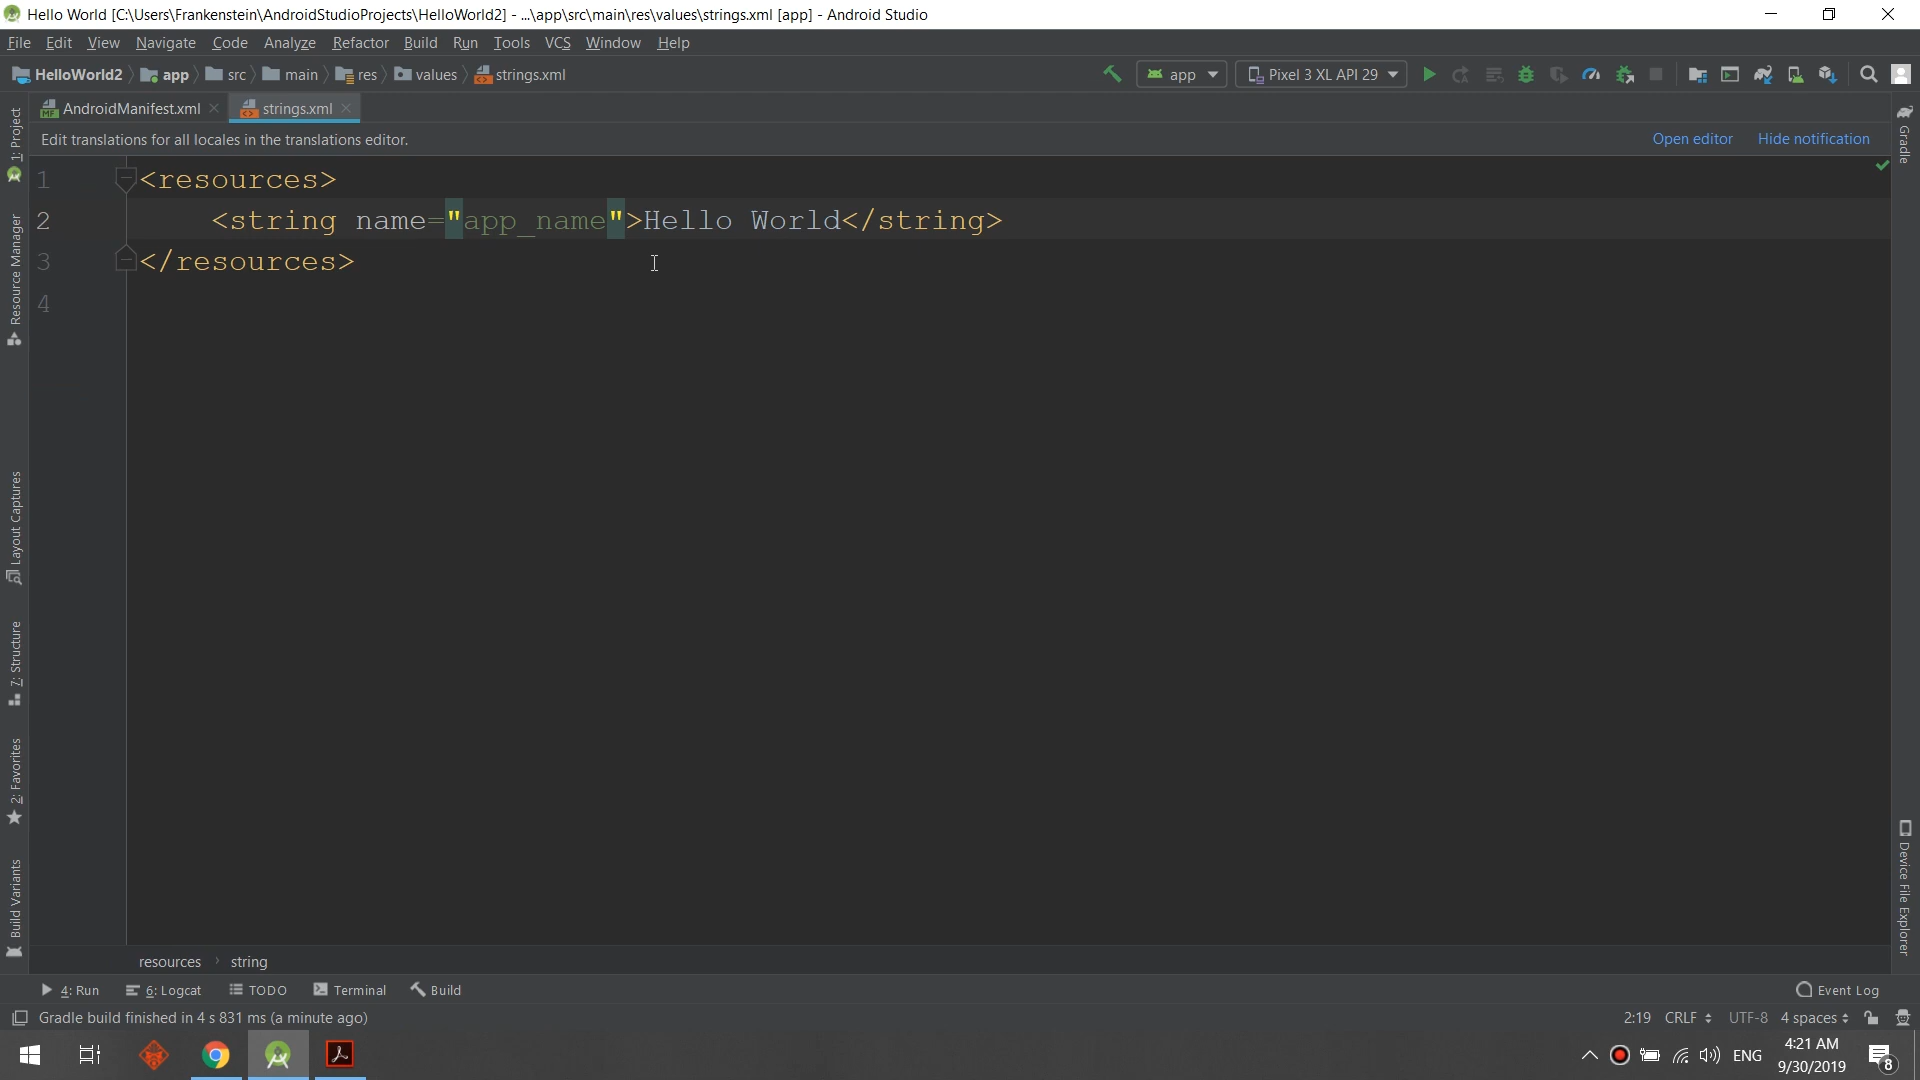 Hello World [C:\Users\Frankenstein\AndroidStudioProjects\HelloWorld2] - ...\app\src\main\res\values\strings.xml [app] - Android Studio
File Edit View Navigate Code Analyze Refactor Build Run Tools VCS Window Help
HelloWorld2 app src main res values strings.xml app Pixel 3 XL API 29
AndroidManifest.xml strings.xml
Edit translations for all locales in the translations editor. Open editor Hide notification
1 <resources>
2 <string name="app_name">Hello World</string>
3 </resources>
4
1: Project
Resource Manager
Layout Captures
7: Structure
2: Favorites
Build Variants
Gradle
Device File Explorer
resources › string
4: Run 6: Logcat TODO Terminal Build Event Log
Gradle build finished in 4 s 831 ms (a minute ago) 2:19 CRLF UTF-8 4 spaces
ENG 4:21 AM
9/30/2019 8